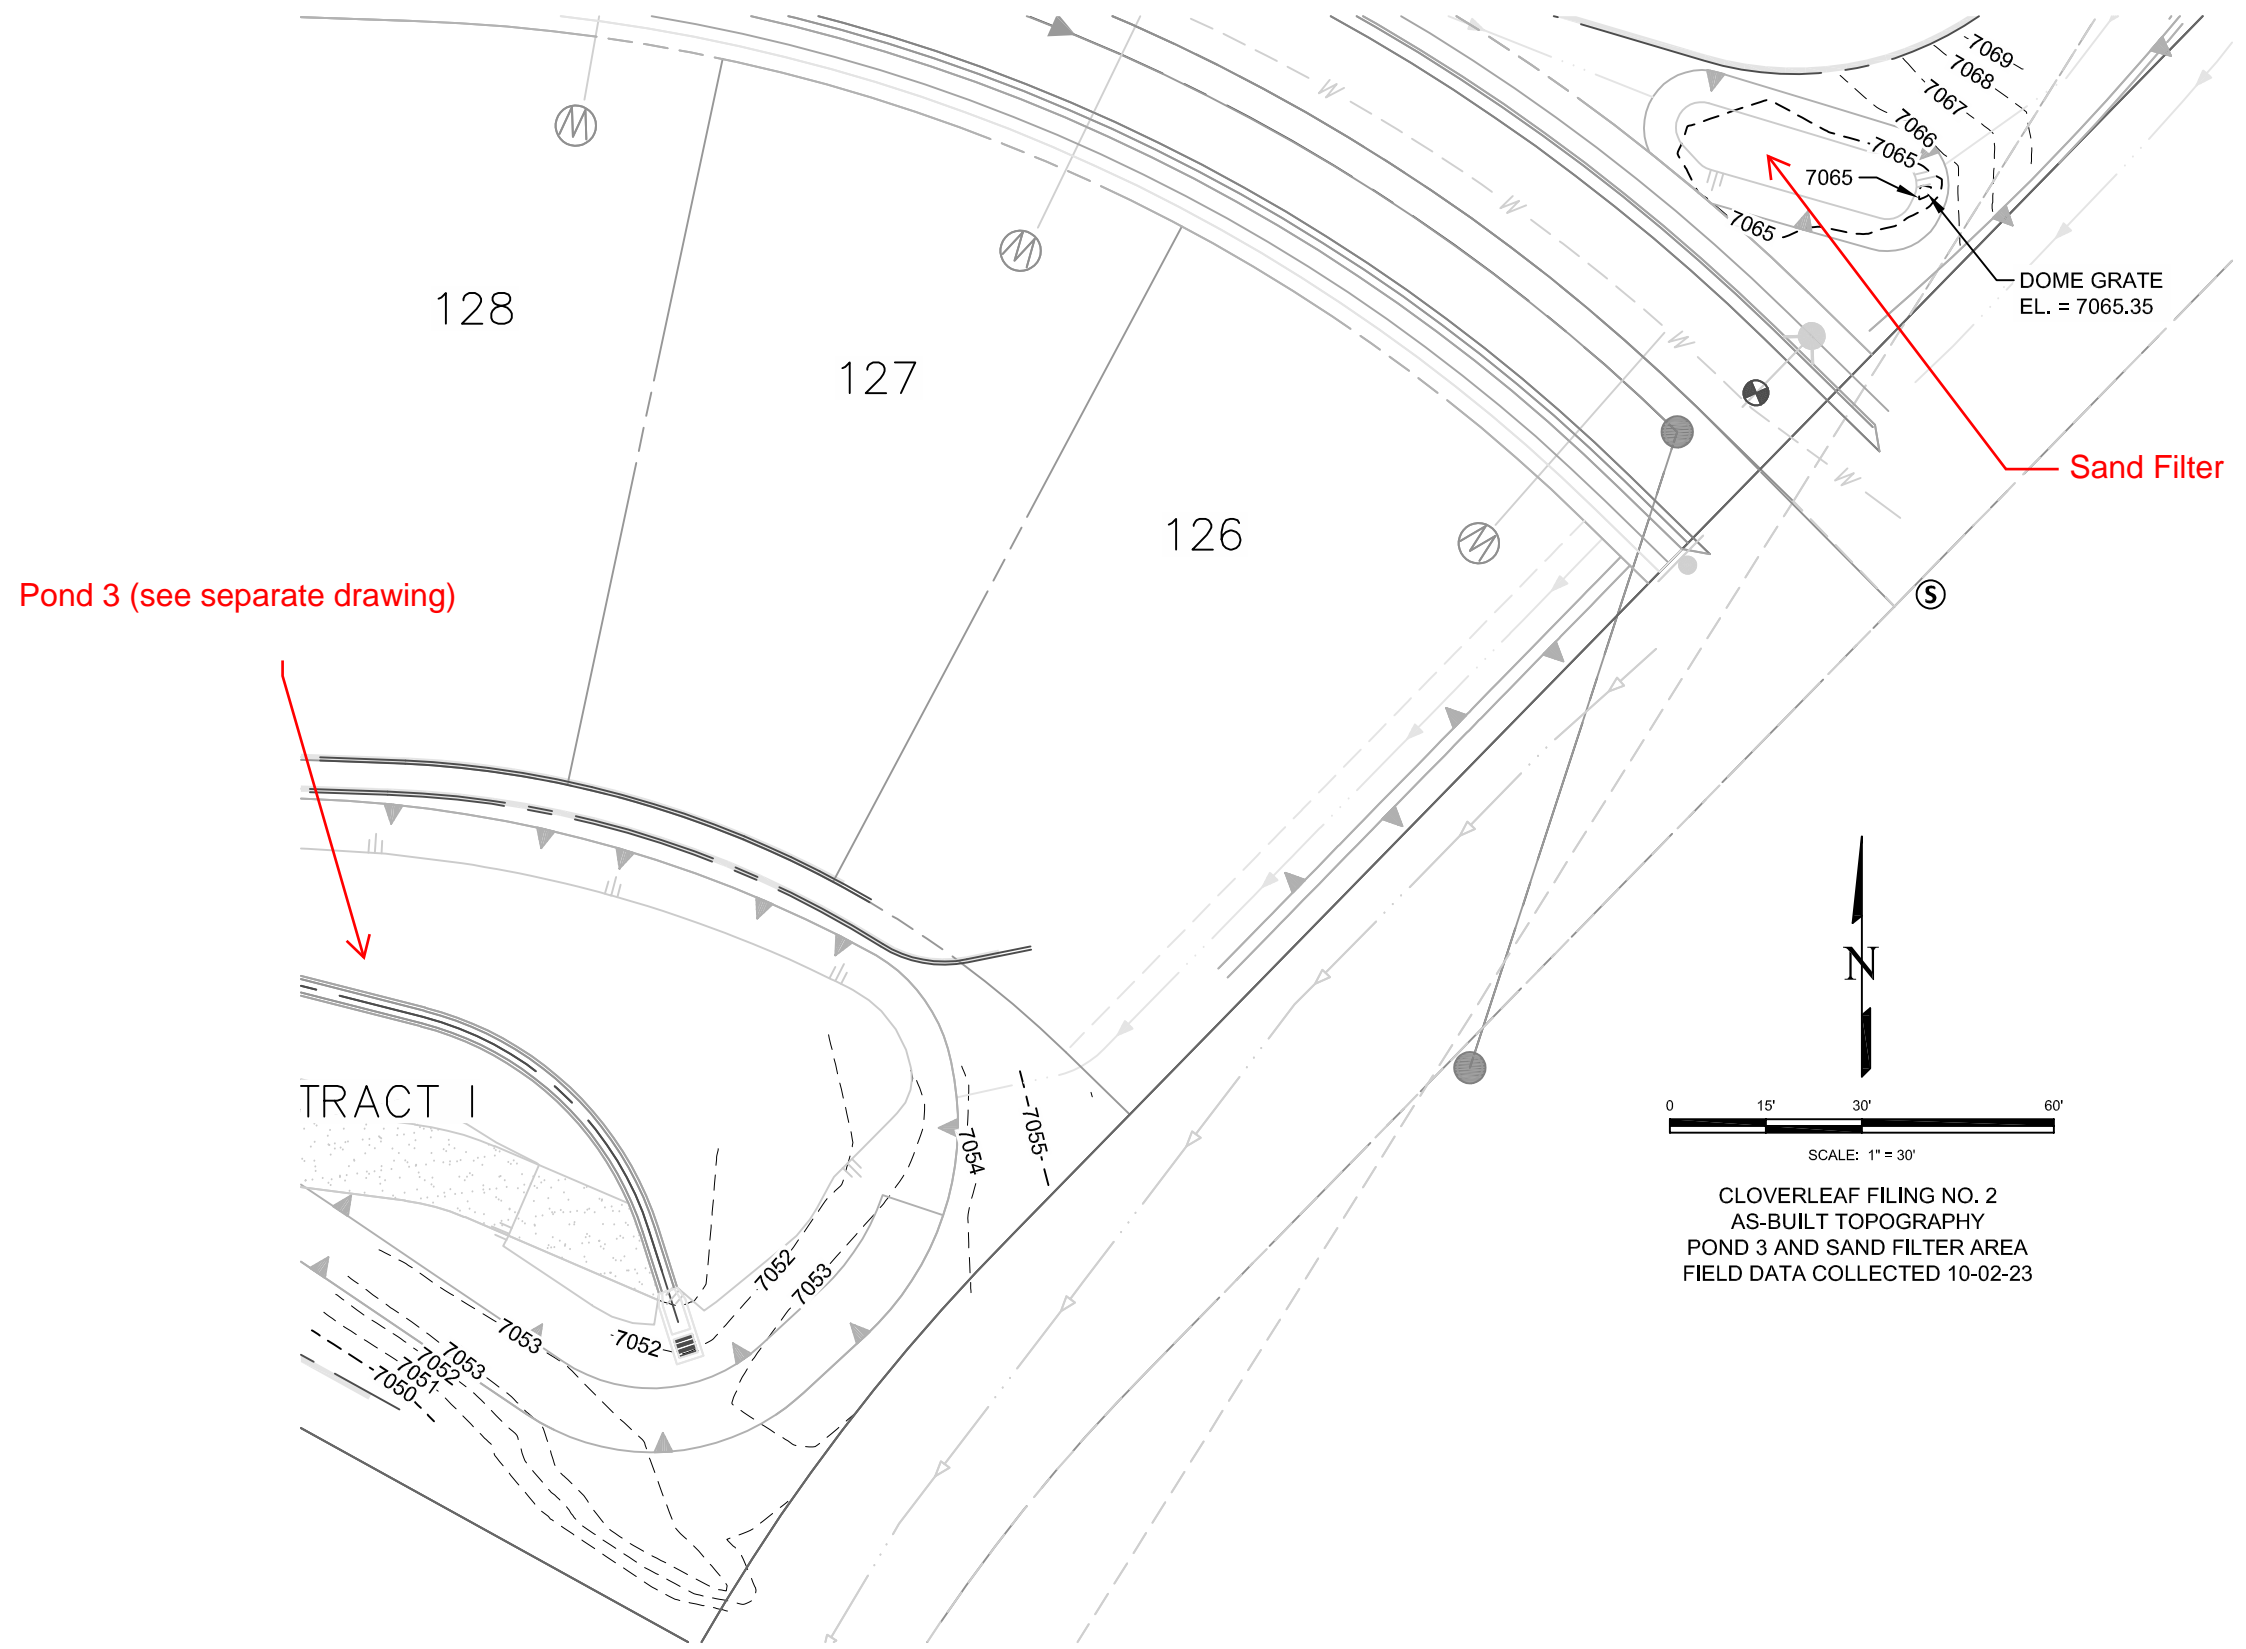 -7069-
7068
-7067
7066
-7065
7065
7065
DOME GRATE
EL. = 7065.35
128
127
126
W
W
W
W
Sand Filter
S
Pond 3 (see separate drawing)
TRACT I
7054
-7055-
7052
7053
7053
-7052
7053
7052
7051
-7050
N
0 15' 30' 60'
SCALE: 1" = 30'
CLOVERLEAF FILING NO. 2
AS-BUILT TOPOGRAPHY
POND 3 AND SAND FILTER AREA
FIELD DATA COLLECTED 10-02-23